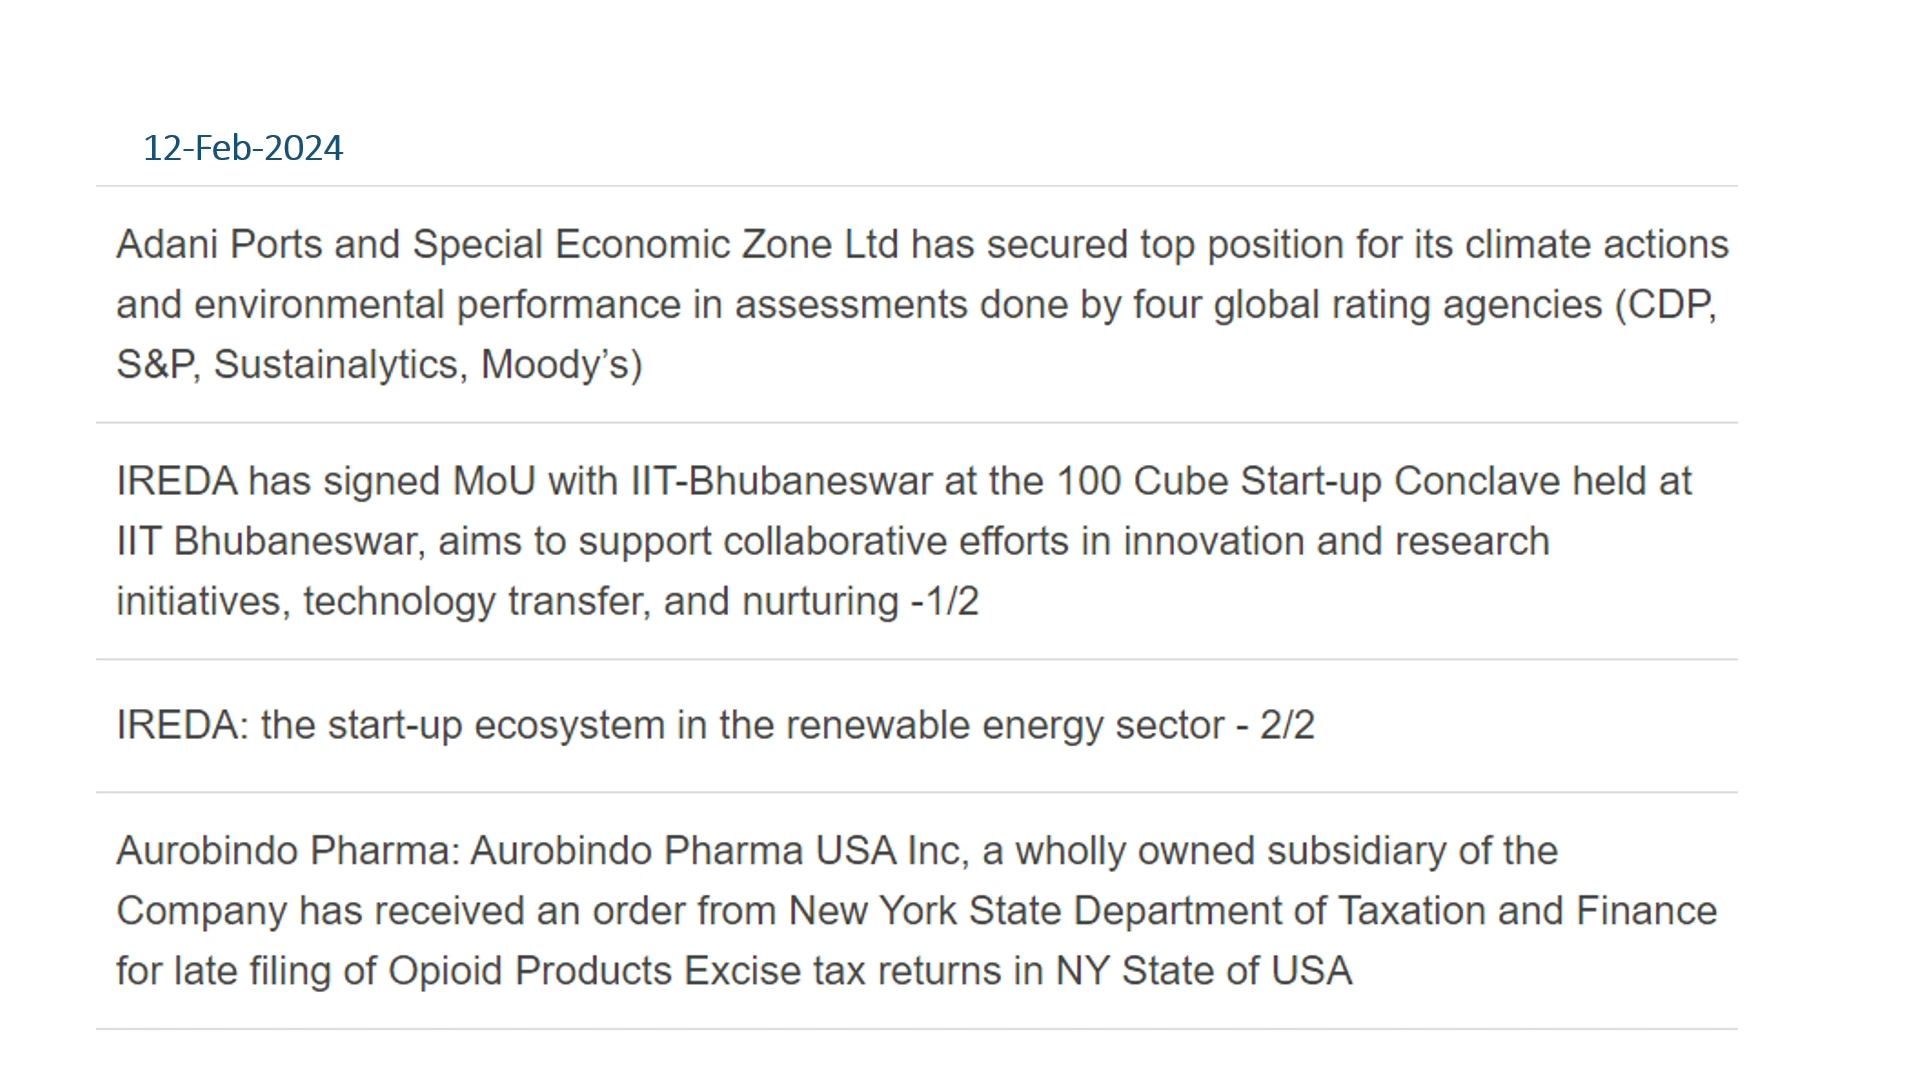 12-Feb-2024
Adani Ports and Special Economic Zone Ltd has secured top position for its climate actions
and environmental performance in assessments done by four global rating agencies (CDP,
S&P, Sustainalytics, Moody’s)
IREDA has signed MoU with IIT-Bhubaneswar at the 100 Cube Start-up Conclave held at
IIT Bhubaneswar, aims to support collaborative efforts in innovation and research
initiatives, technology transfer, and nurturing -1/2
IREDA: the start-up ecosystem in the renewable energy sector - 2/2
Aurobindo Pharma: Aurobindo Pharma USA Inc, a wholly owned subsidiary of the
Company has received an order from New York State Department of Taxation and Finance
for late filing of Opioid Products Excise tax returns in NY State of USA